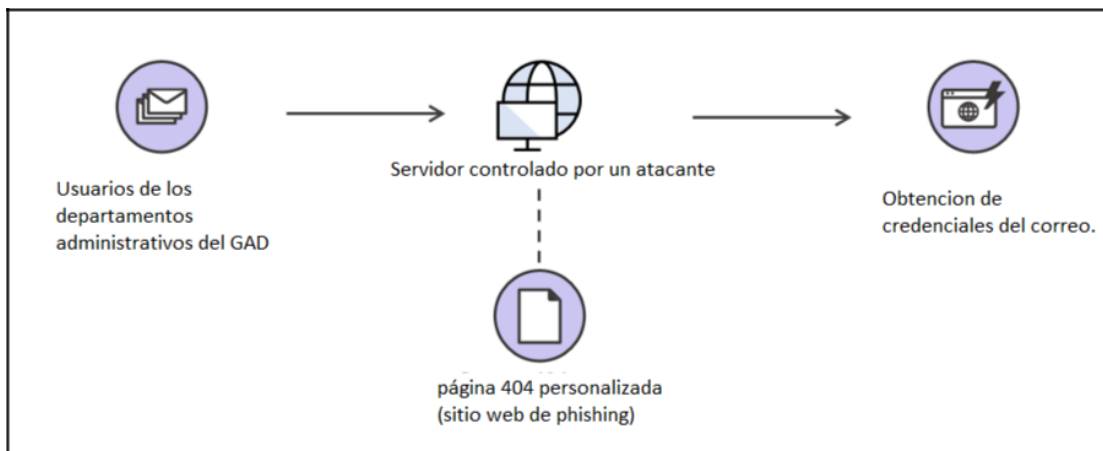 Usuarios de los
departamentos
administrativos del GAD
Servidor controlado por un atacante
Obtencion de
credenciales del correo.
página 404 personalizada
(sitio web de phishing)